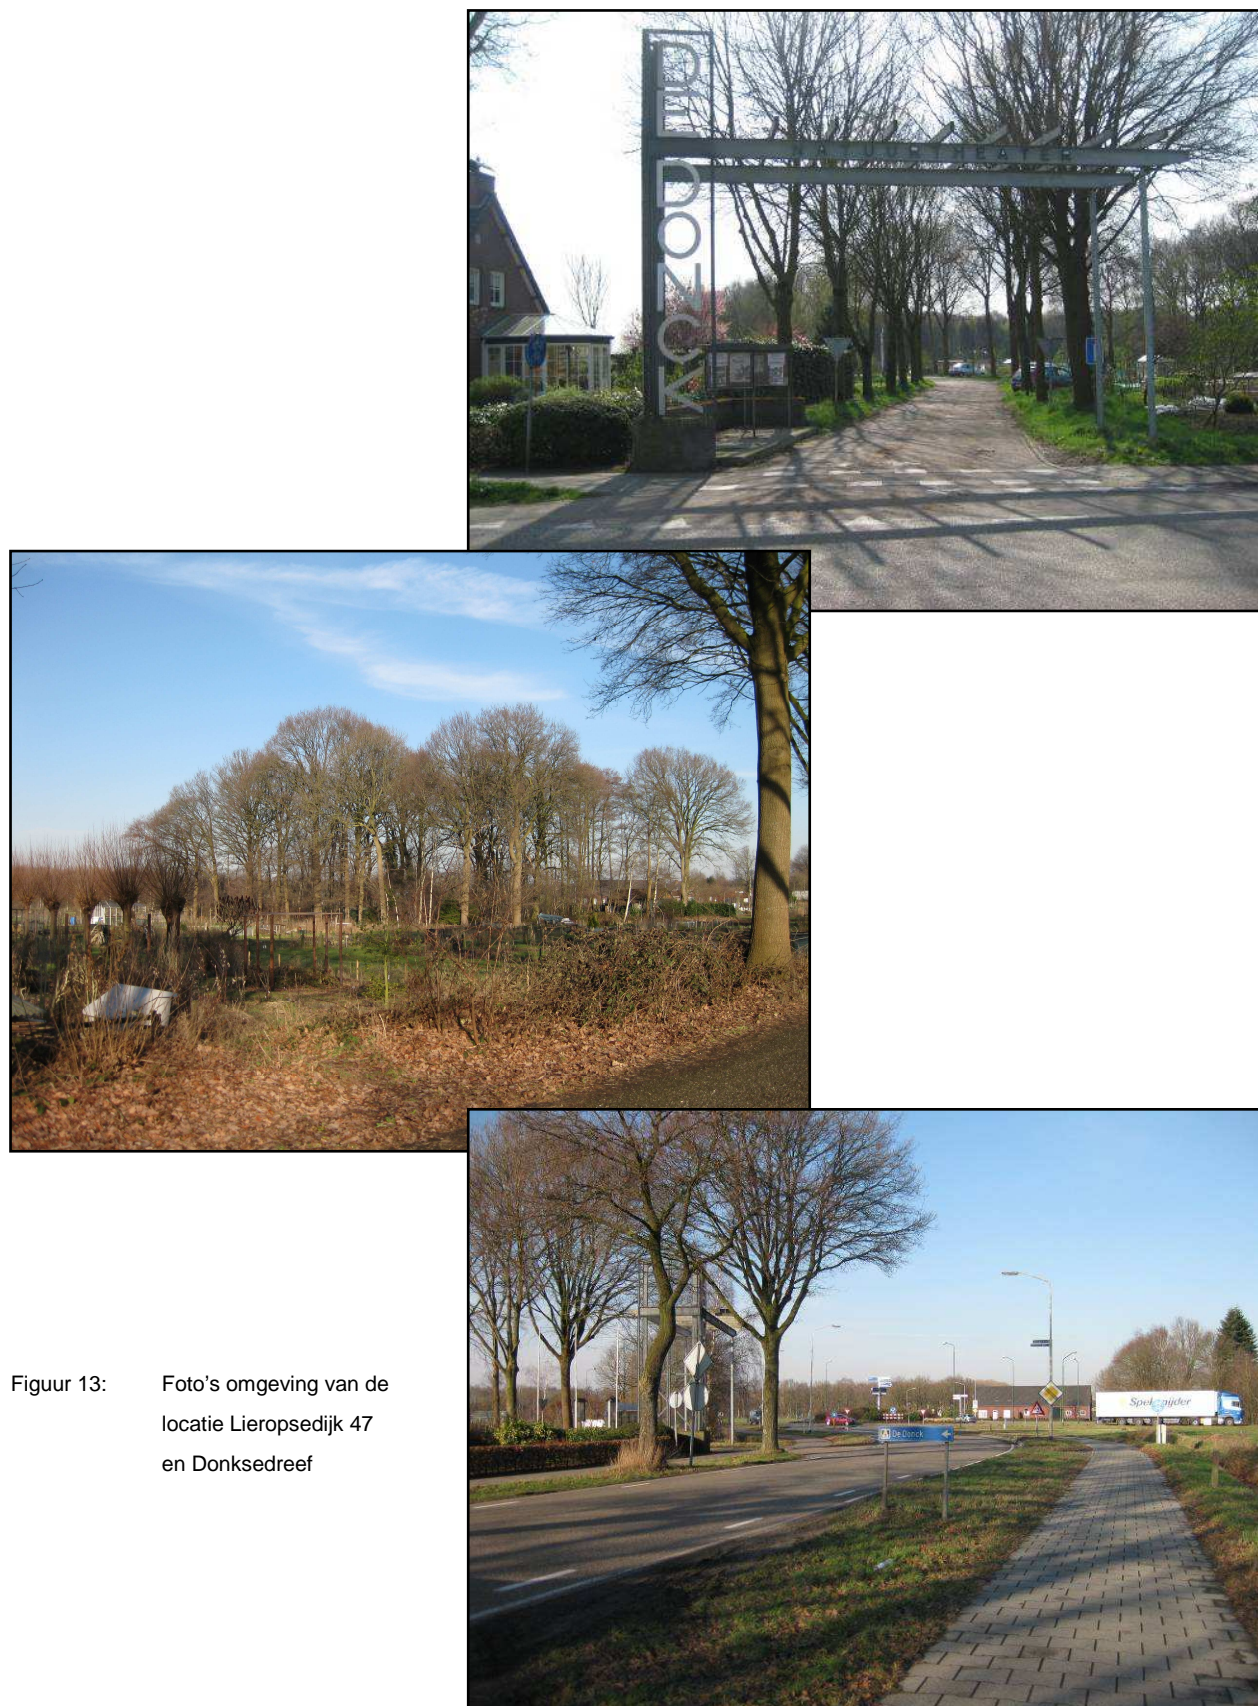 DE DONCK
NATUURTHEATER
De Donck
Figuur 13: Foto's omgeving van de
locatie Lieropsedijk 47
en Donksedreef